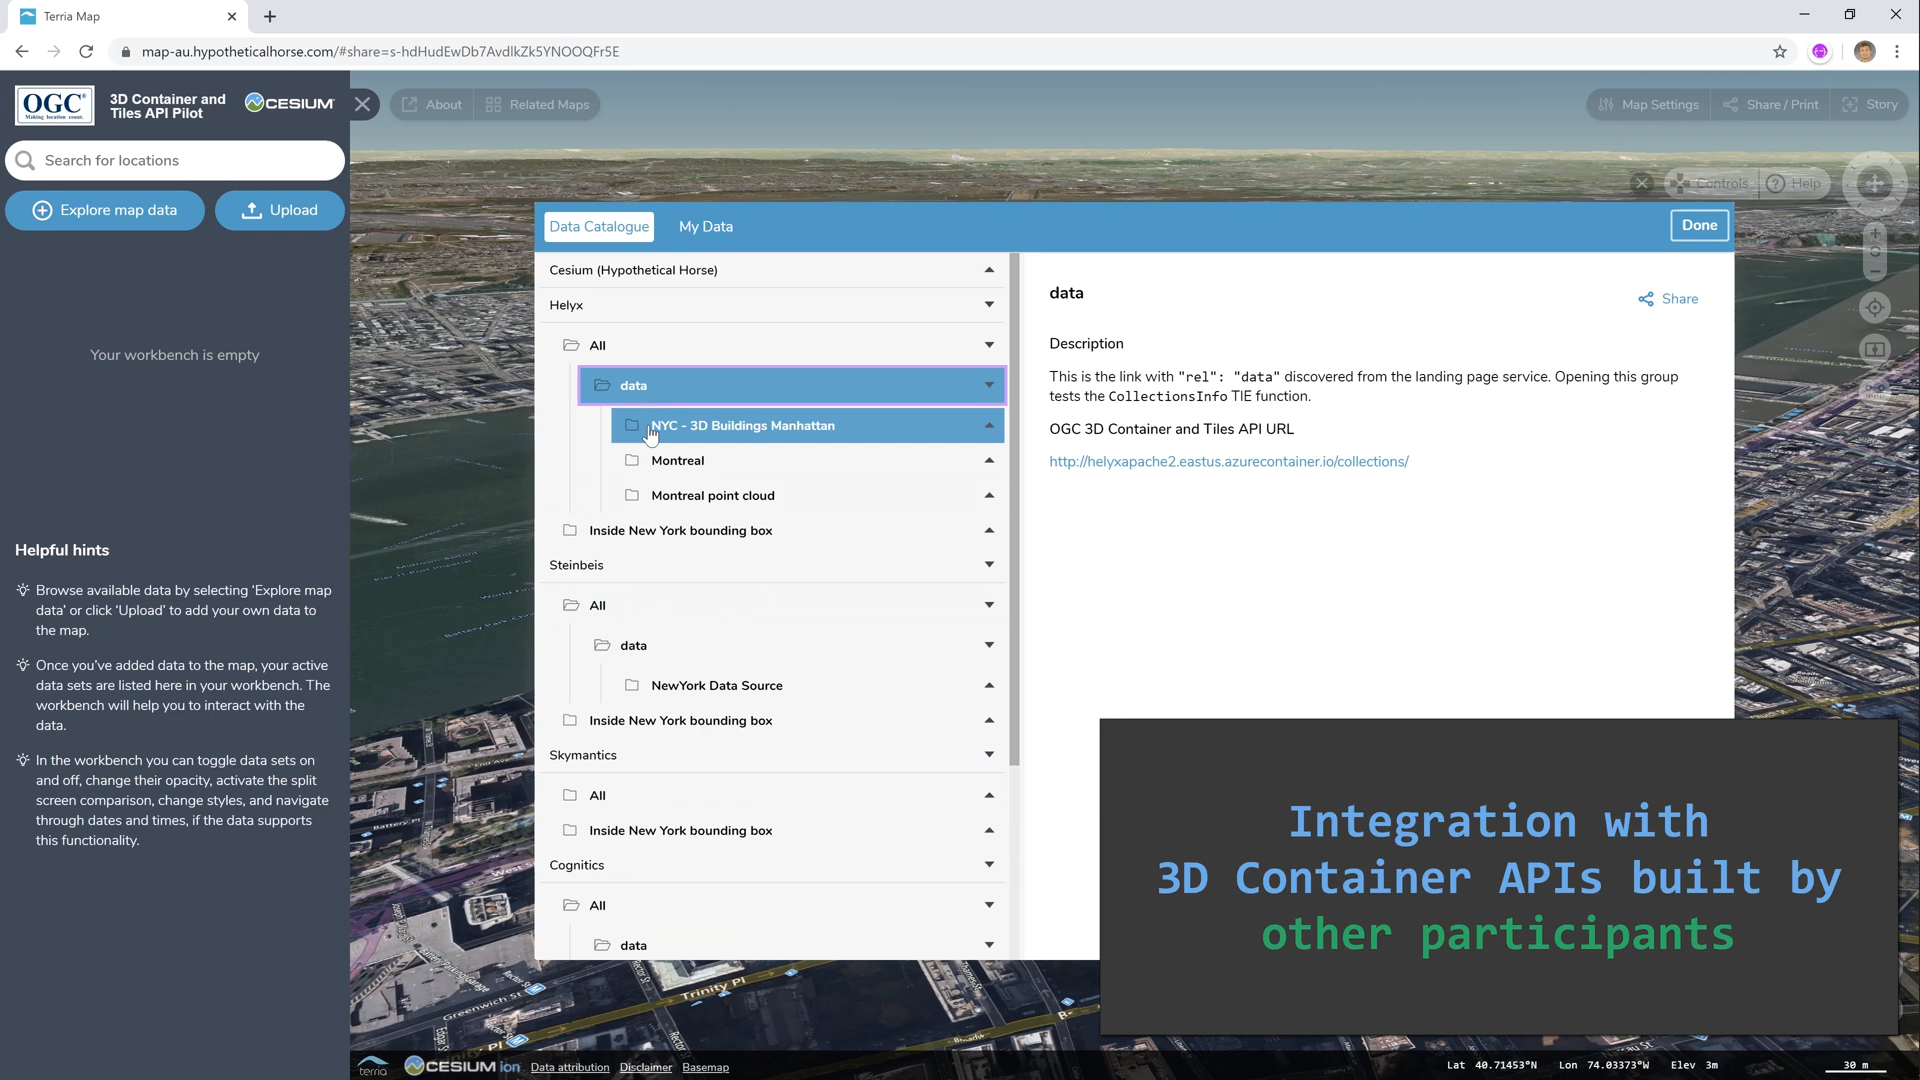 Terria Map
map-au.hypotheticalhorse.com/#share=s-hdHudEwDb7AvdlkZk5YNOOQFr5E
OGC®
Making location count.
3D Container and
Tiles API Pilot
CESIUM
About
Related Maps
Map Settings
Share / Print
Story
Search for locations
Explore map data
Upload
Controls
Help
Your workbench is empty
Helpful hints
Browse available data by selecting ‘Explore map
data’ or click ‘Upload’ to add your own data to
the map.
Once you’ve added data to the map, your active
data sets are listed here in your workbench. The
workbench will help you to interact with the
data.
In the workbench you can toggle data sets on
and off, change their opacity, activate the split
screen comparison, change styles, and navigate
through dates and times, if the data supports
this functionality.
Data Catalogue
My Data
Done
Cesium (Hypothetical Horse)
Helyx
All
data
NYC - 3D Buildings Manhattan
Montreal
Montreal point cloud
Inside New York bounding box
Steinbeis
All
data
NewYork Data Source
Inside New York bounding box
Skymantics
All
Inside New York bounding box
Cognitics
All
data
data
Share
Description
This is the link with "rel": "data" discovered from the landing page service. Opening this group
tests the CollectionsInfo TIE function.
OGC 3D Container and Tiles API URL
http://helyxapache2.eastus.azurecontainer.io/collections/
Integration with
3D Container APIs built by
other participants
Battery Pl
Greenwich St
Rector St
Trinity Pl
terria
CESIUM ion
Data attribution
Disclaimer
Basemap
Lat 40.71453°N
Lon 74.03373°W
Elev 3m
30 m